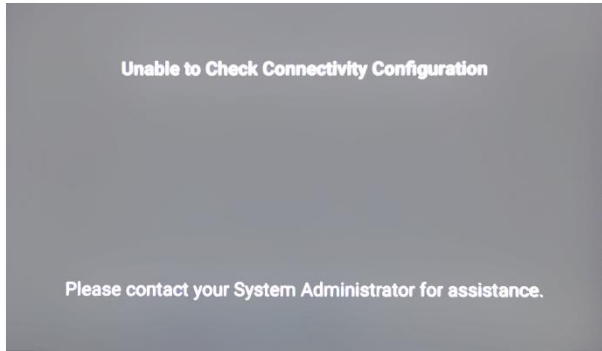 Unable to Check Connectivity Configuration
Please contact your System Administrator for assistance.